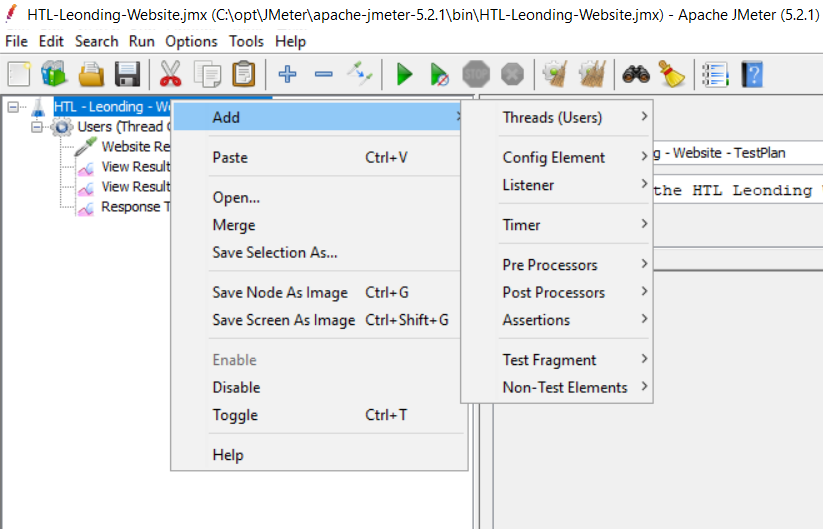 HTL-Leonding-Website.jmx (C:\opt\JMeter\apache-jmeter-5.2.1\bin\HTL-Leonding-Website.jmx) - Apache JMeter (5.2.1)
File Edit Search Run Options Tools Help
STOP
HTL - Leonding - We
Users (Thread
Website Re
View Result
View Result
Response T
Add
Paste Ctrl+V
Open...
Merge
Save Selection As...
Save Node As Image Ctrl+G
Save Screen As Image Ctrl+Shift+G
Enable
Disable
Toggle Ctrl+T
Help
Threads (Users)
Config Element
Listener
Timer
Pre Processors
Post Processors
Assertions
Test Fragment
Non-Test Elements
g - Website - TestPlan
the HTL Leonding